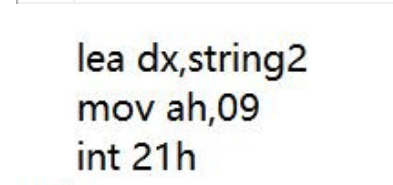 lea dx,string2
mov ah,09
int 21h